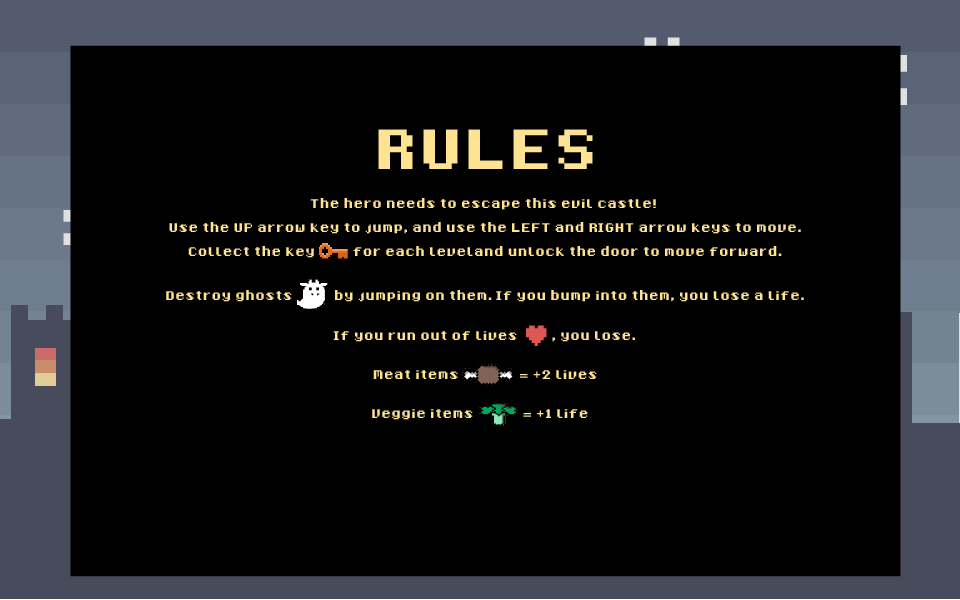 RULES
The hero needs to escape this evil castle!
Use the UP arrow key to jump, and use the LEFT and RIGHT arrow keys to move.
Collect the key for each leveland unlock the door to move forward.
Destroy ghosts by jumping on them. If you bump into them, you lose a life.
If you run out of lives , you lose.
Meat items = +2 lives
Veggie items = +1 life